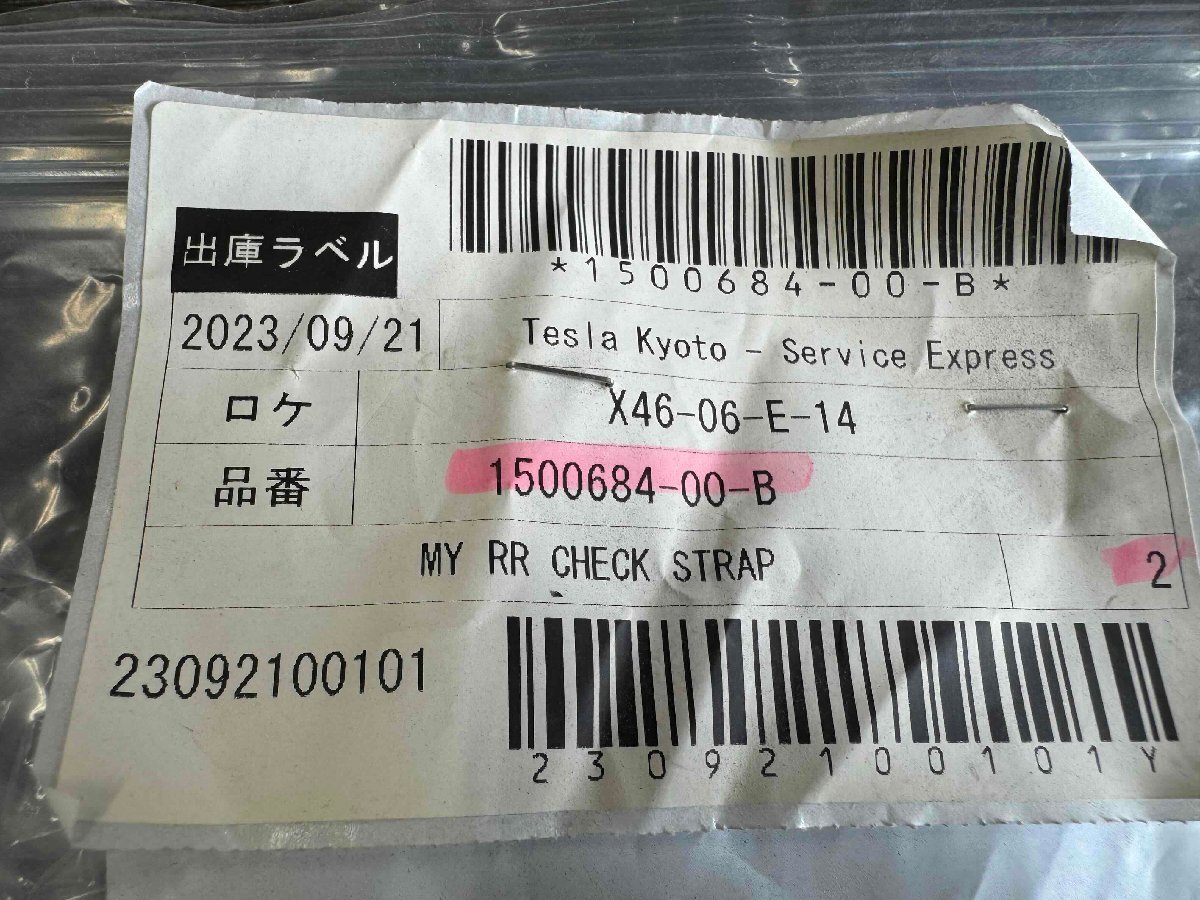 *1500684-00-B*
出庫ラベル
2023/09/21 Tesla Kyoto - Service Express
ロケ X46-06-E-14
品番 1500684-00-B
MY RR CHECK STRAP 2
23092100101
23092100101Y